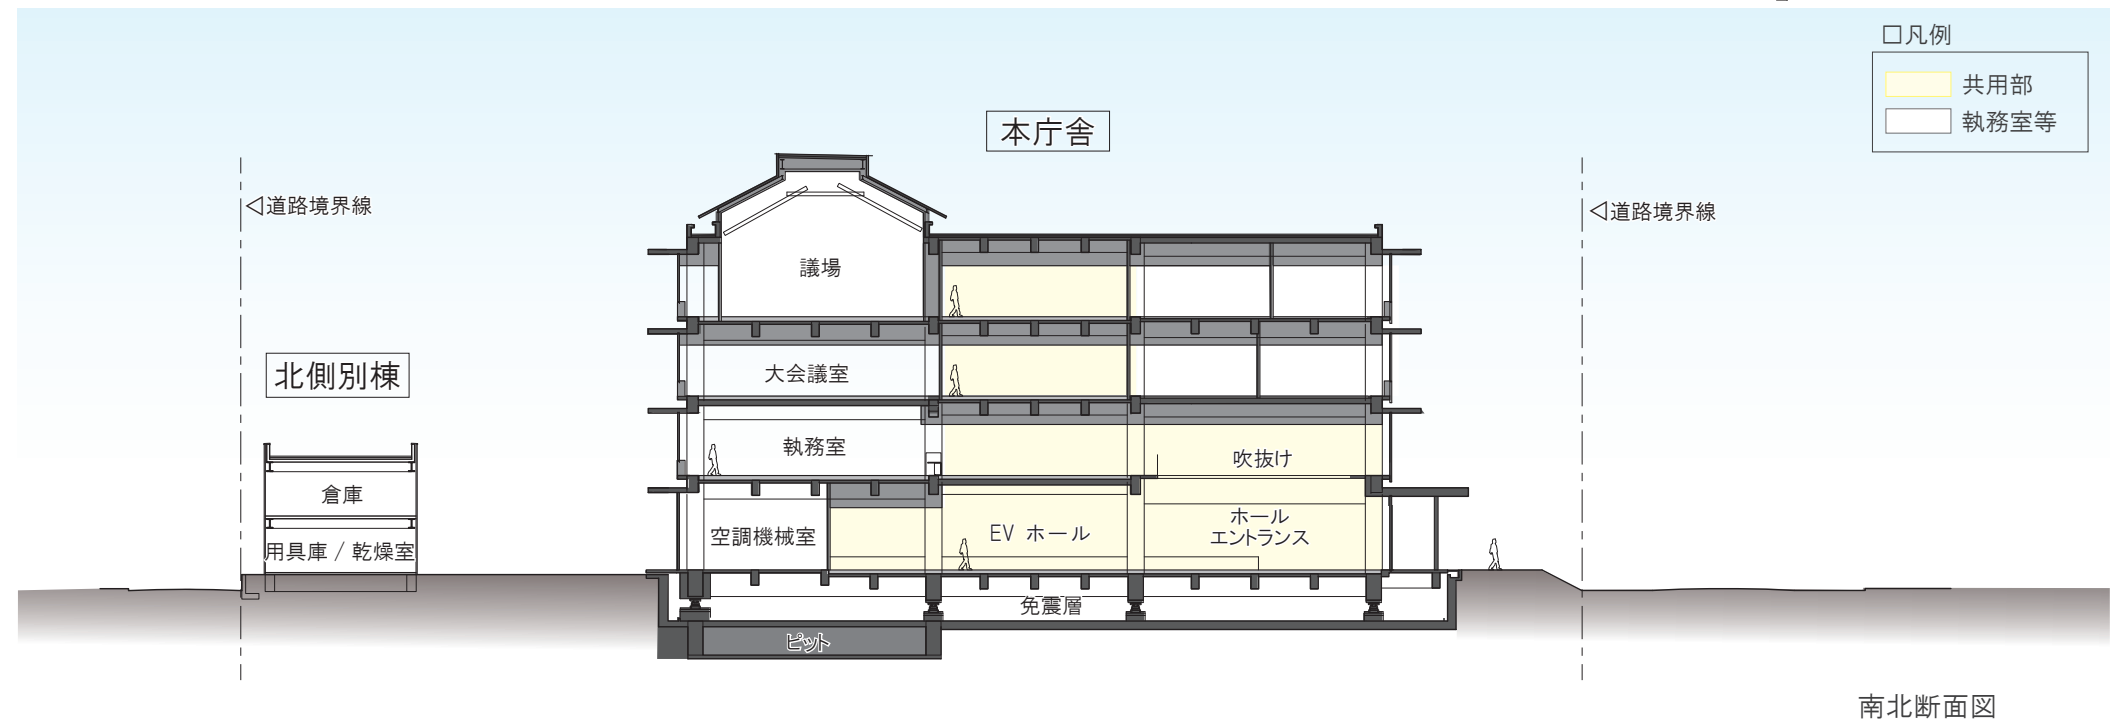 □凡例
共用部
執務室等
本庁舎
◁道路境界線
◁道路境界線
議場
北側別棟
大会議室
執務室
吹抜け
倉庫
用具庫 / 乾燥室
空調機械室
EV ホール
ホール
エントランス
免震層
ピット
南北断面図